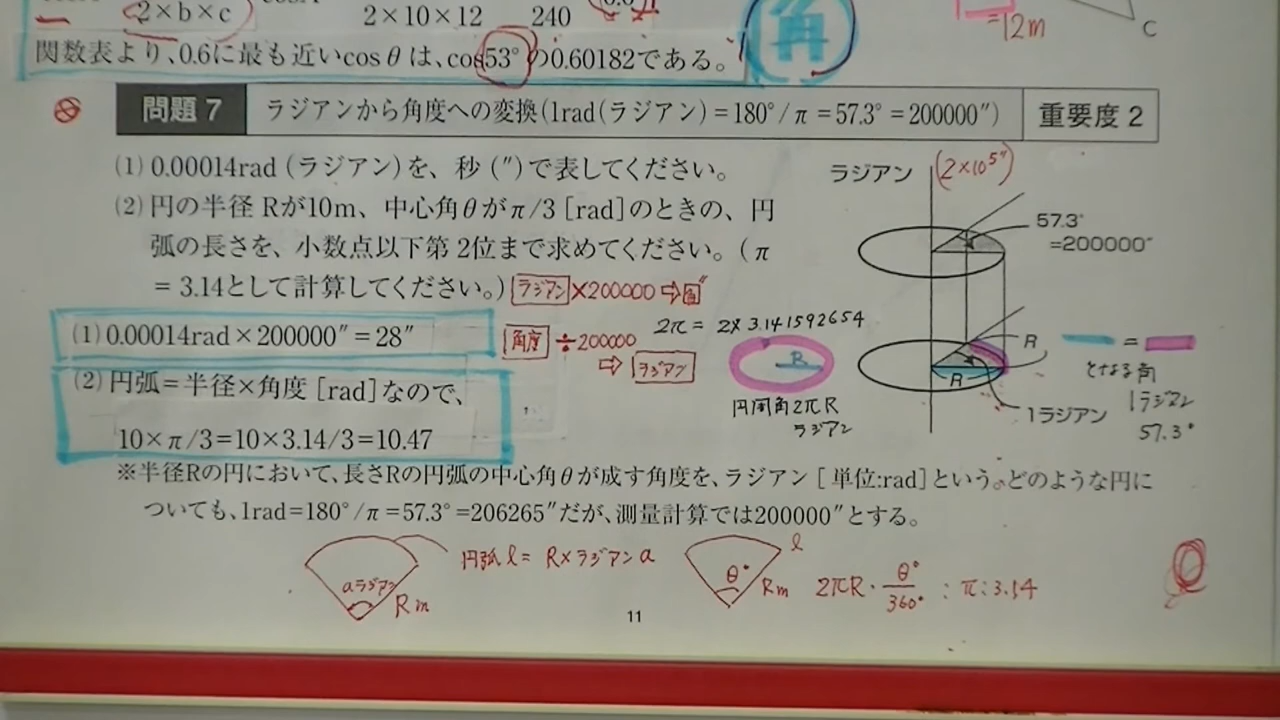 2×b×c
2×10×12
240
=12m
C
関数表より、0.6に最も近いcosθは、cos53°の0.60182である。
角
問題7
ラジアンから角度への変換(1rad(ラジアン)=180°/π=57.3°=200000″)
重要度2
(1) 0.00014rad(ラジアン)を、秒(″)で表してください。
(2) 円の半径Rが10m、中心角θがπ/3[rad]のときの、円
弧の長さを、小数点以下第2位まで求めてください。(π
=3.14として計算してください。)
ラジアン×200000⇨角″
(1) 0.00014rad×200000″=28″
角度÷200000
⇨ラジアン
(2) 円弧=半径×角度[rad]なので、
10×π/3=10×3.14/3=10.47
2π=2×3.141592654
R
円周角2πR
ラジアン
ラジアン
(2×10⁵″)
57.3°
=200000″
R
R
1ラジアン
=
となる角
1ラジアン
57.3°
※半径Rの円において、長さRの円弧の中心角θが成す角度を、ラジアン[単位:rad]という。どのような円に
ついても、1rad=180°/π=57.3°=206265″だが、測量計算では200000″とする。
aラジアン
Rm
円弧l=R×ラジアンa
θ°
l
Rm
2πR・θ°/360° : π:3.14
11